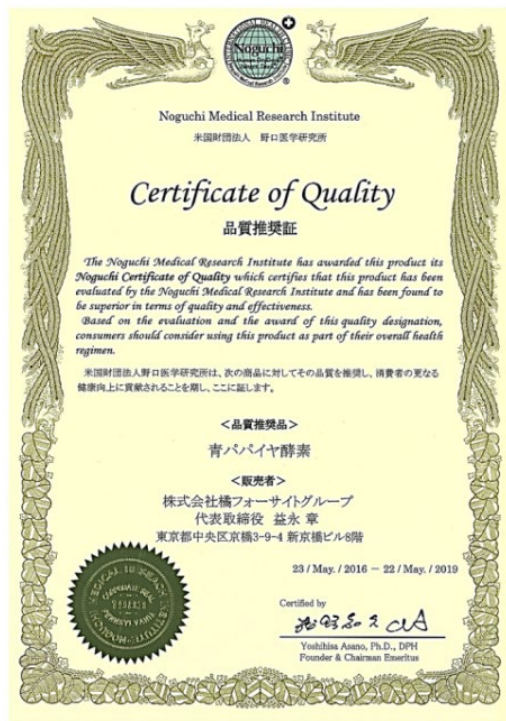 Noguchi
Noguchi Medical Research Institute
米国財団法人 野口医学研究所
Certificate of Quality
品質推奨証
The Noguchi Medical Research Institute has awarded this product its
Noguchi Certificate of Quality which certifies that this product has been
evaluated by the Noguchi Medical Research Institute and has been found to
be superior in terms of quality and effectiveness.
Based on the evaluation and the award of this quality designation,
consumers should consider using this product as part of their overall health
regimen.
米国財団法人野口医学研究所は、次の商品に対してその品質を推奨し、消費者の更なる
健康向上に貢献されることを期し、ここに証します。
<品質推奨品>
青パパイヤ酵素
<販売者>
株式会社橘フォーサイトグループ
代表取締役 益永 章
東京都中央区京橋3-9-4 新京橋ビル8階
23 / May. / 2016 － 22 / May. / 2019
Certified by
Yoshihisa Asano, Ph.D., DPH
Founder & Chairman Emeritus